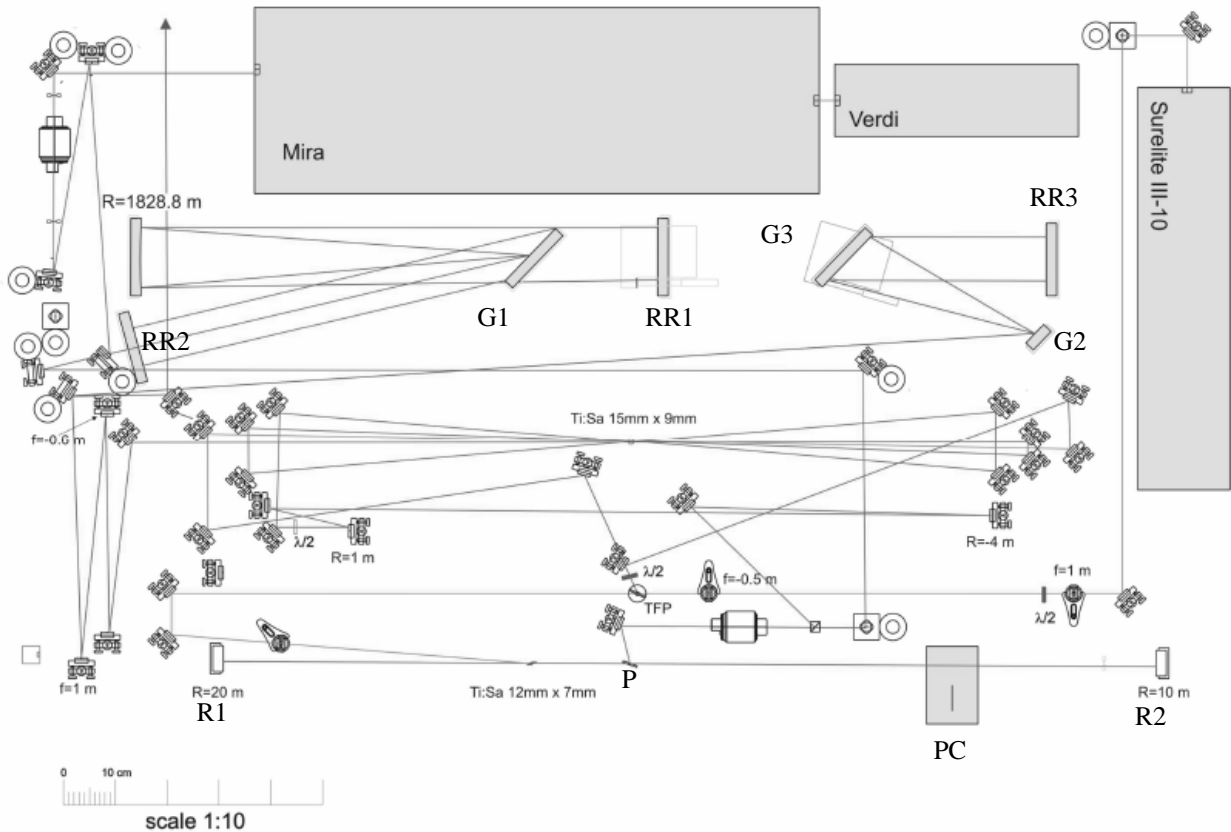 Mira
Verdi
Surelite III-10
R=1828.8 m
RR3
G3
G1
RR1
G2
RR2
Ti:Sa 15mm x 9mm
f=-0.6 m
λ/2
R=1 m
R=-4 m
λ/2
f=-0.5 m
f=1 m
TFP
λ/2
f=1 m
R=20 m
Ti:Sa 12mm x 7mm
P
R=10 m
R1
R2
PC
0 10 cm
scale 1:10